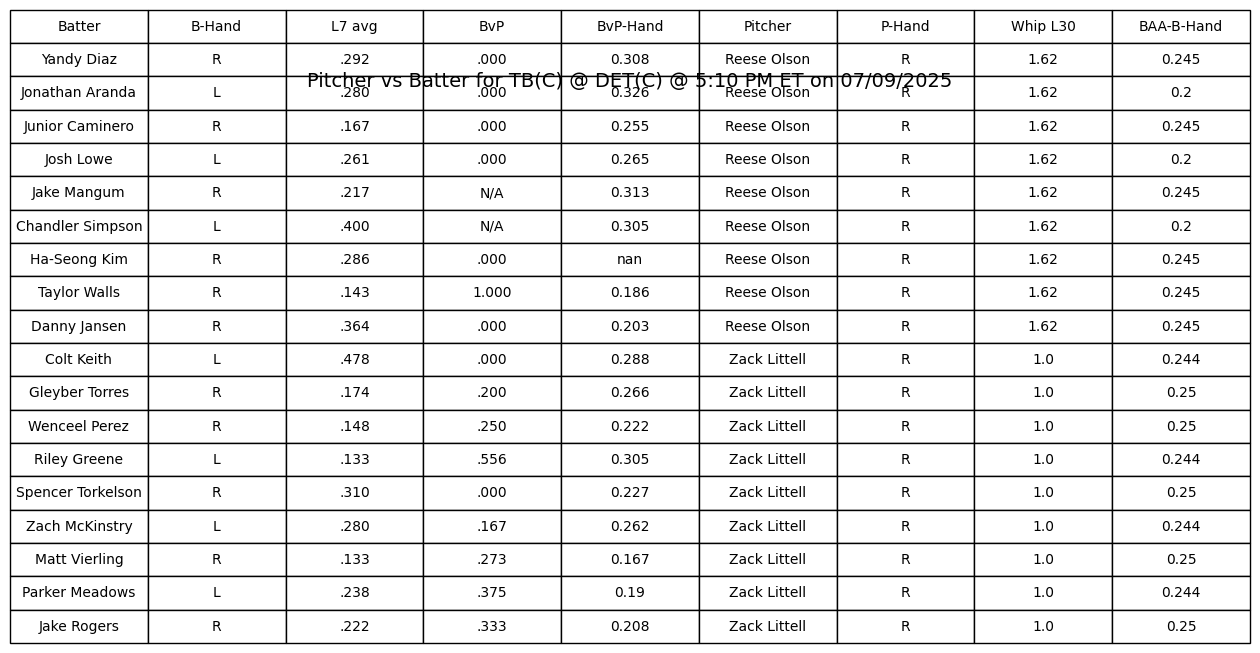 Batter B-Hand L7 avg BvP BvP-Hand Pitcher P-Hand Whip L30 BAA-B-Hand
Yandy Diaz R .292 .000 0.308 Reese Olson R 1.62 0.245
Pitcher vs Batter for TB(C) @ DET(C) @ 5:10 PM ET on 07/09/2025
Jonathan Aranda L .280 .000 0.326 Reese Olson R 1.62 0.2
Junior Caminero R .167 .000 0.255 Reese Olson R 1.62 0.245
Josh Lowe L .261 .000 0.265 Reese Olson R 1.62 0.2
Jake Mangum R .217 N/A 0.313 Reese Olson R 1.62 0.245
Chandler Simpson L .400 N/A 0.305 Reese Olson R 1.62 0.2
Ha-Seong Kim R .286 .000 nan Reese Olson R 1.62 0.245
Taylor Walls R .143 1.000 0.186 Reese Olson R 1.62 0.245
Danny Jansen R .364 .000 0.203 Reese Olson R 1.62 0.245
Colt Keith L .478 .000 0.288 Zack Littell R 1.0 0.244
Gleyber Torres R .174 .200 0.266 Zack Littell R 1.0 0.25
Wenceel Perez R .148 .250 0.222 Zack Littell R 1.0 0.25
Riley Greene L .133 .556 0.305 Zack Littell R 1.0 0.244
Spencer Torkelson R .310 .000 0.227 Zack Littell R 1.0 0.25
Zach McKinstry L .280 .167 0.262 Zack Littell R 1.0 0.244
Matt Vierling R .133 .273 0.167 Zack Littell R 1.0 0.25
Parker Meadows L .238 .375 0.19 Zack Littell R 1.0 0.244
Jake Rogers R .222 .333 0.208 Zack Littell R 1.0 0.25